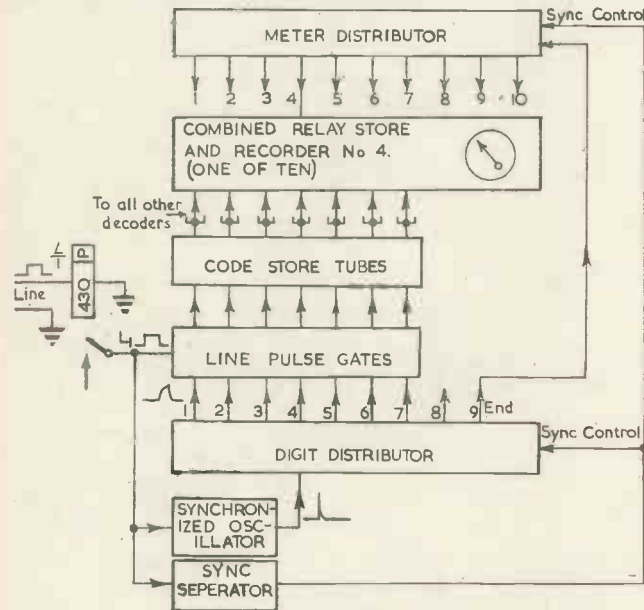 Sync Control
METER DISTRIBUTOR
1 2 3 4 5 6 7 8 9 10
COMBINED RELAY STORE
AND RECORDER No 4.
(ONE OF TEN)
To all other
decoders
CODE STORE TUBES
L/1
430 P
Line
L1
LINE PULSE GATES
1 2 3 4 5 6 7 8 9 End
Sync Control
DIGIT DISTRIBUTOR
SYNCHRON-
IZED OSC-
ILLATOR
SYNC
SEPERATOR